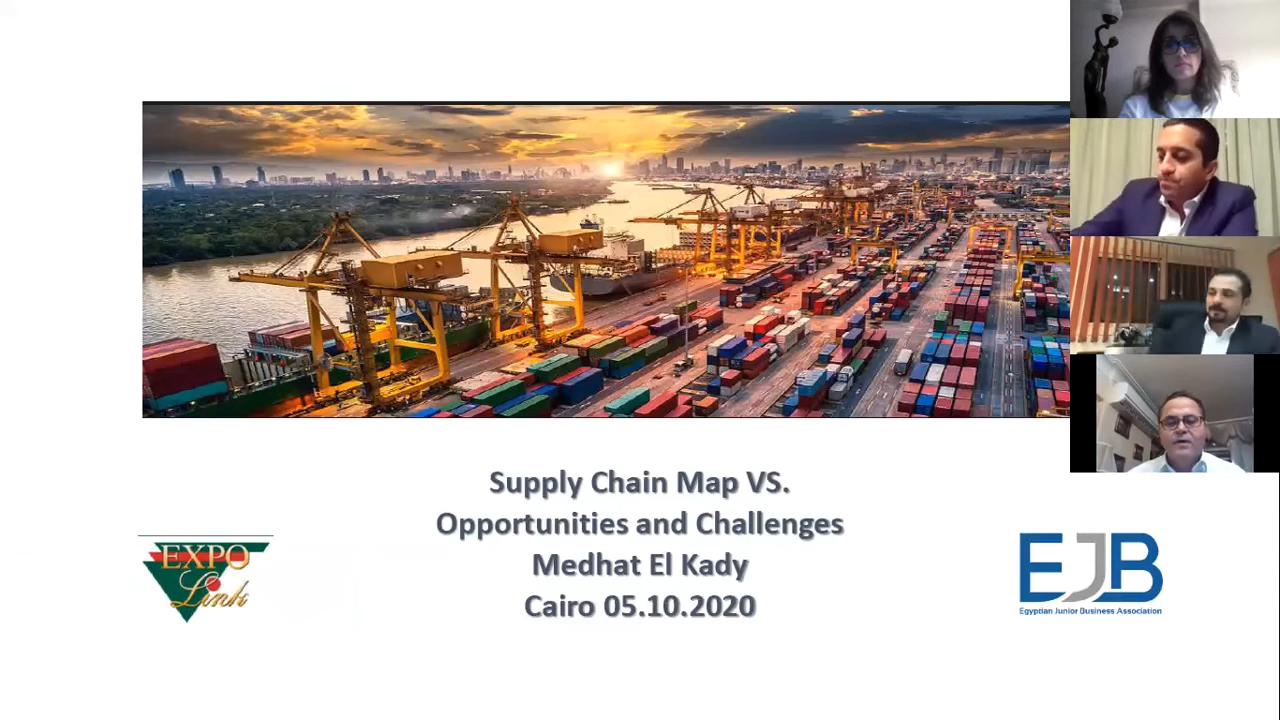 Supply Chain Map VS.
Opportunities and Challenges
Medhat El Kady
Cairo 05.10.2020
EXPO
Link
EJB
Egyptian Junior Business Association